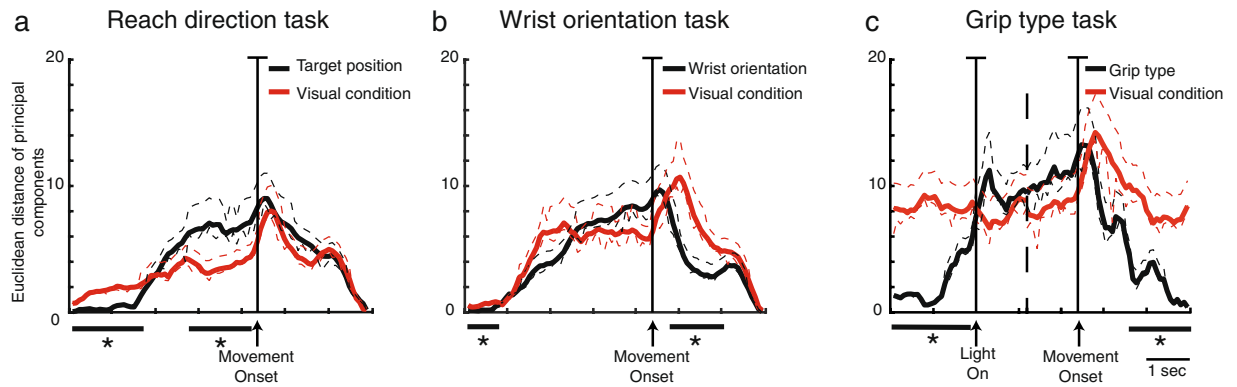 a Reach direction task
b Wrist orientation task
c Grip type task
Euclidean distance of principal
components
20
10
0
Target position
Visual condition
*
*
Movement
Onset
20
10
0
Wrist orientation
Visual condition
*
*
Movement
Onset
20
10
0
Grip type
Visual condition
*
*
Light
On
Movement
Onset
1 sec